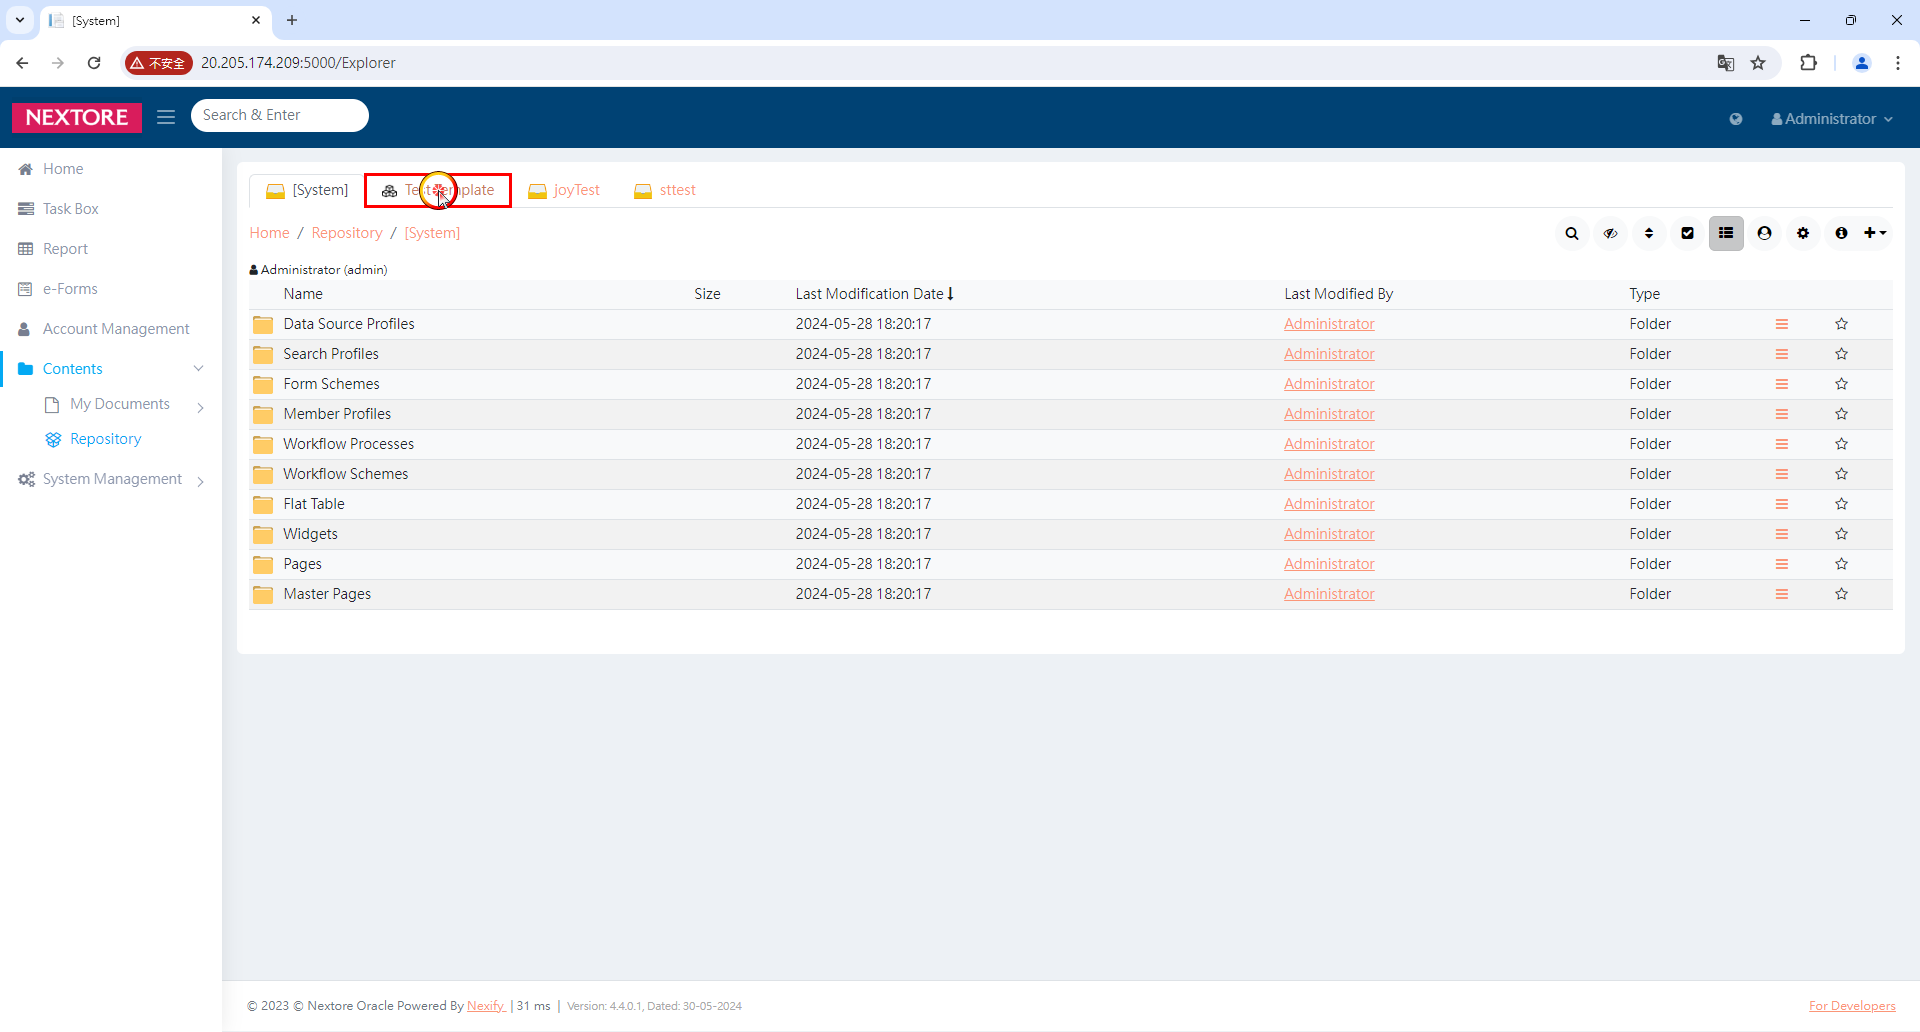 [System]
不安全
20.205.174.209:5000/Explorer
NEXTORE
Search & Enter
Administrator
Home
Task Box
Report
e-Forms
Account Management
Contents
My Documents
Repository
System Management
[System]
joyTest
sttest
Home / Repository / [System]
Administrator (admin)
Name Size Last Modification Date Last Modified By Type
Data Source Profiles 2024-05-28 18:20:17 Administrator Folder
Search Profiles 2024-05-28 18:20:17 Administrator Folder
Form Schemes 2024-05-28 18:20:17 Administrator Folder
Member Profiles 2024-05-28 18:20:17 Administrator Folder
Workflow Processes 2024-05-28 18:20:17 Administrator Folder
Workflow Schemes 2024-05-28 18:20:17 Administrator Folder
Flat Table 2024-05-28 18:20:17 Administrator Folder
Widgets 2024-05-28 18:20:17 Administrator Folder
Pages 2024-05-28 18:20:17 Administrator Folder
Master Pages 2024-05-28 18:20:17 Administrator Folder
© 2023 © Nextore Oracle Powered By Nexify | 31 ms | Version: 4.4.0.1, Dated: 30-05-2024
For Developers